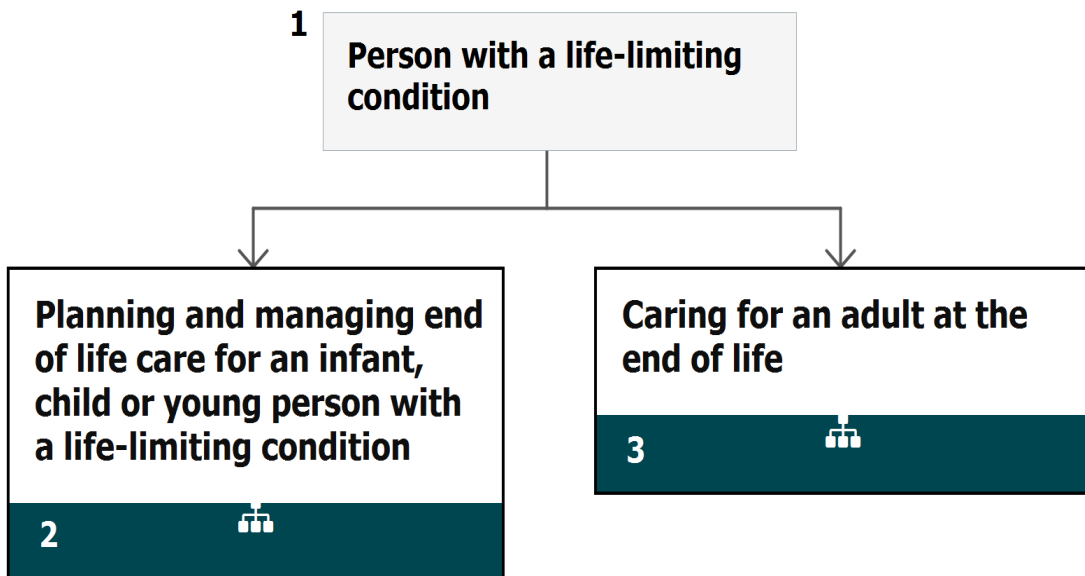 1
Person with a life-limiting
condition
Planning and managing end
of life care for an infant,
child or young person with
a life-limiting condition
2
Caring for an adult at the
end of life
3